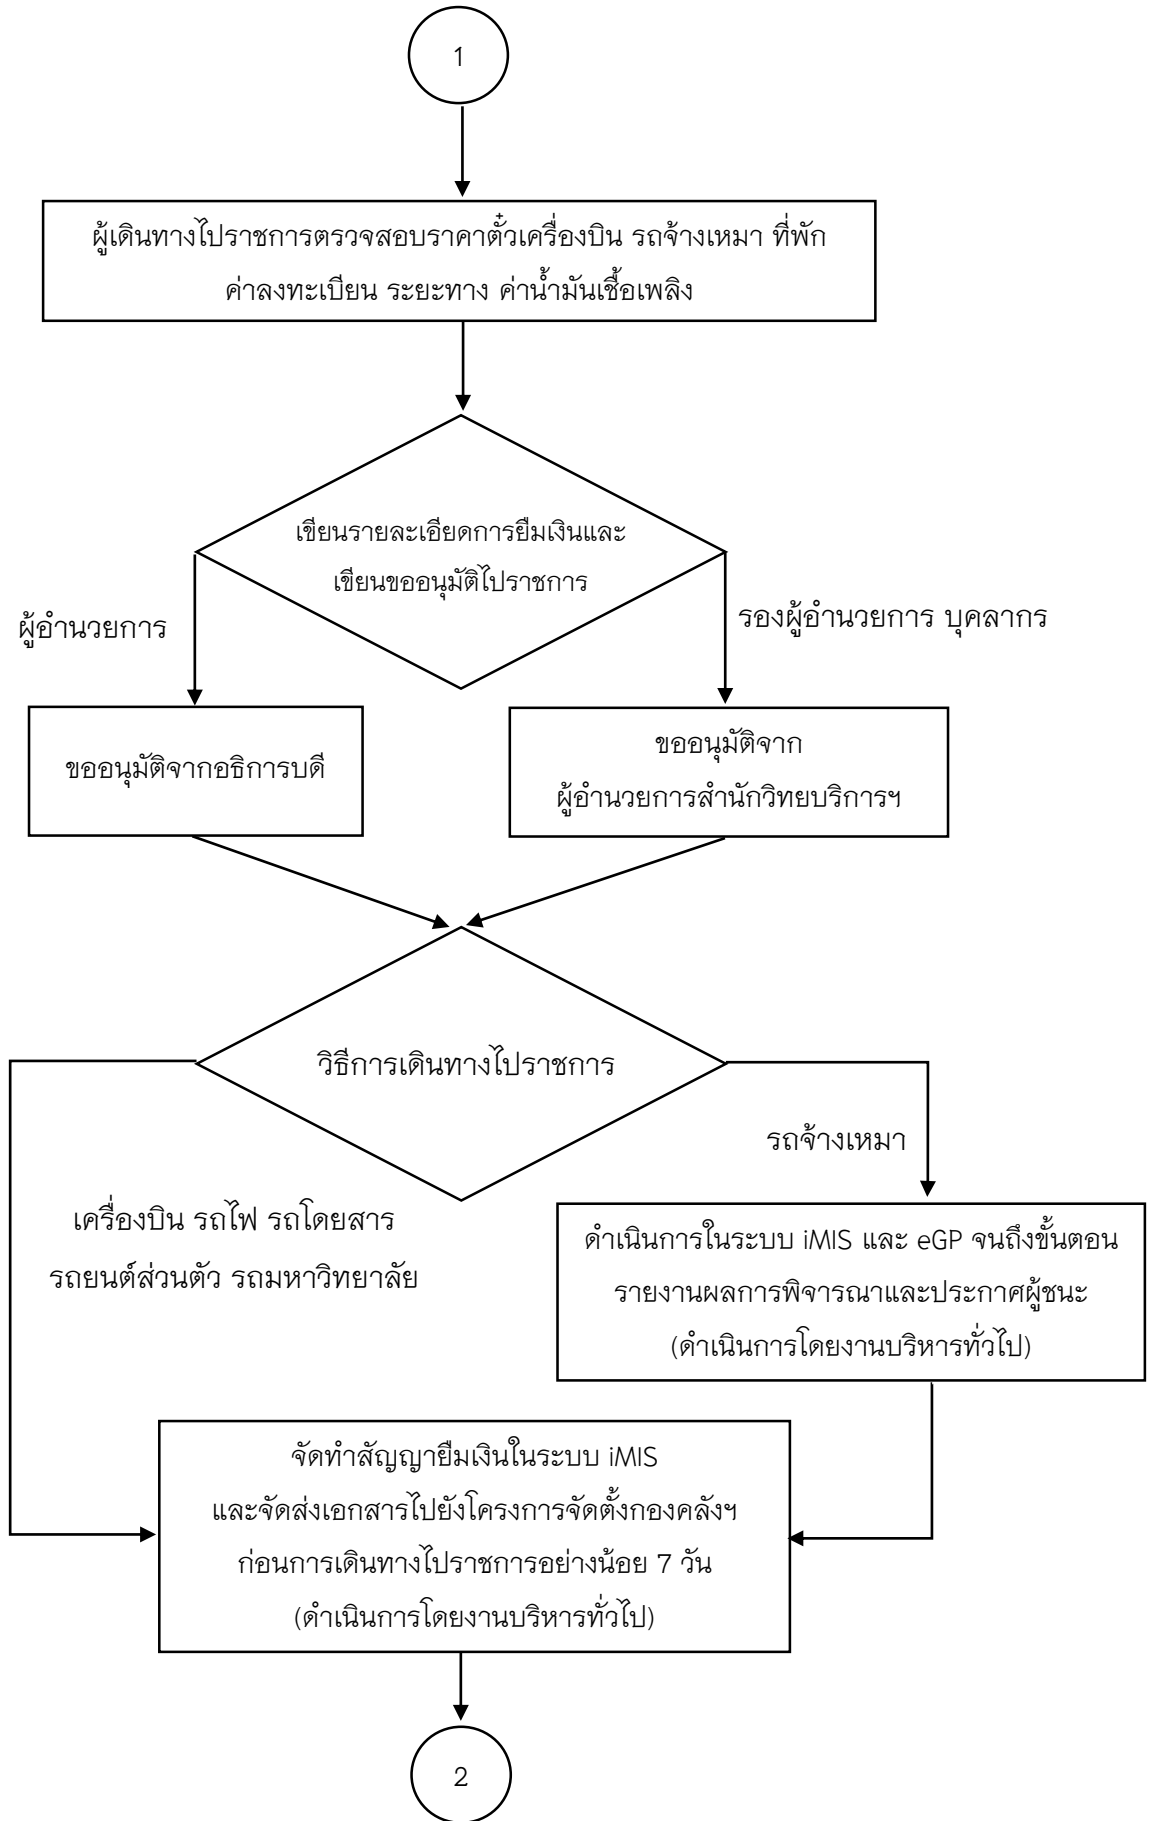 1
ผู้เดินทางไปราชการตรวจสอบราคาตั๋วเครื่องบิน รถจ้างเหมา ที่พัก
ค่าลงทะเบียน ระยะทาง ค่าน้ำมันเชื้อเพลิง
เขียนรายละเอียดการยืมเงินและ
เขียนขออนุมัติไปราชการ
ผู้อำนวยการ
รองผู้อำนวยการ บุคลากร
ขออนุมัติจากอธิการบดี
ขออนุมัติจาก
ผู้อำนวยการสำนักวิทยบริการฯ
วิธีการเดินทางไปราชการ
รถจ้างเหมา
เครื่องบิน รถไฟ รถโดยสาร
รถยนต์ส่วนตัว รถมหาวิทยาลัย
ดำเนินการในระบบ iMIS และ eGP จนถึงขั้นตอน
รายงานผลการพิจารณาและประกาศผู้ชนะ
(ดำเนินการโดยงานบริหารทั่วไป)
จัดทำสัญญายืมเงินในระบบ iMIS
และจัดส่งเอกสารไปยังโครงการจัดตั้งกองคลังฯ
ก่อนการเดินทางไปราชการอย่างน้อย 7 วัน
(ดำเนินการโดยงานบริหารทั่วไป)
2